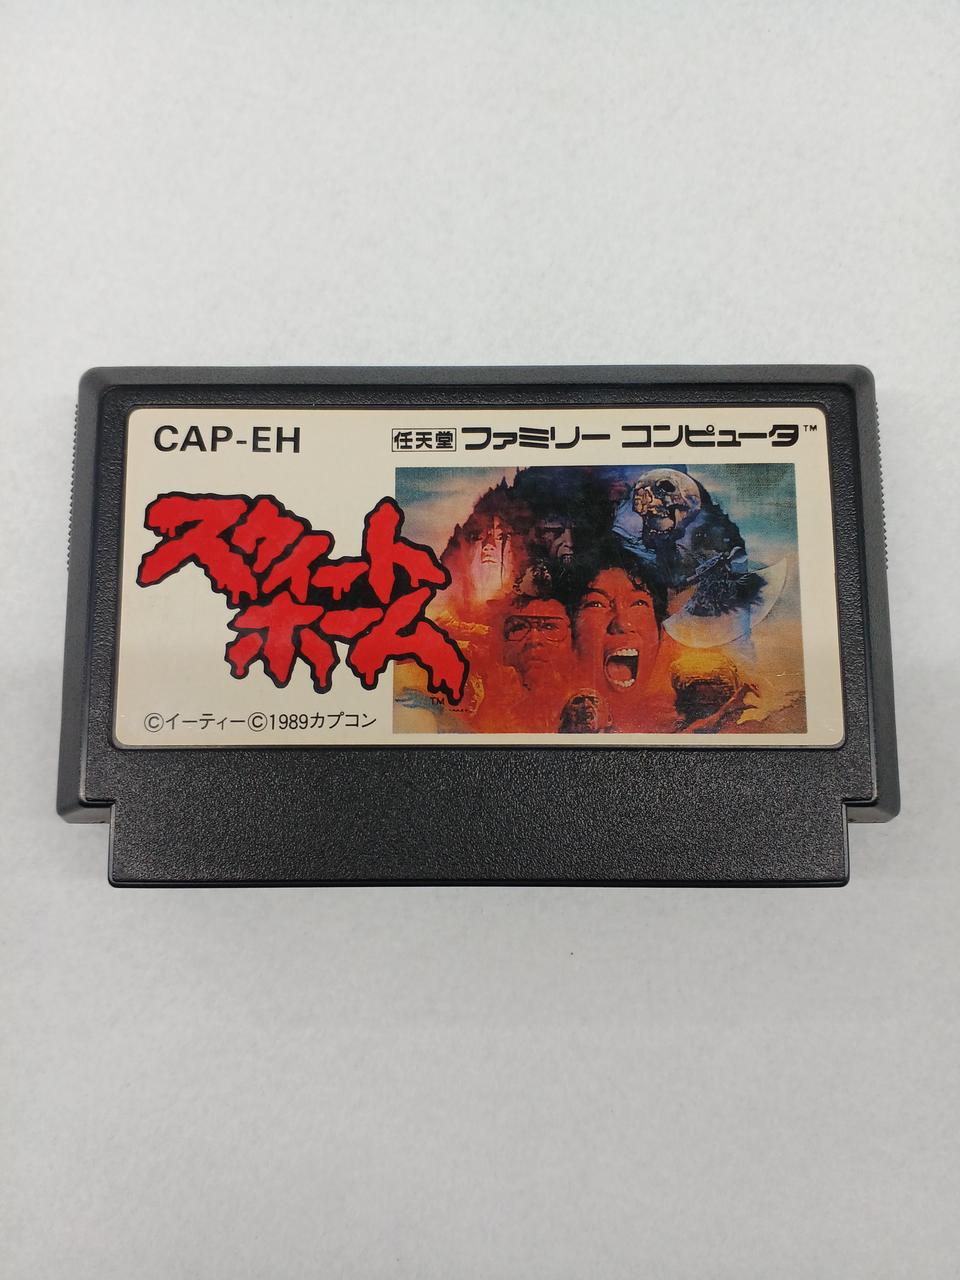 CAP-EH
任天堂 ファミリー コンピュータ™
スウィート
ホーム
™
©イーティー©1989カプコン